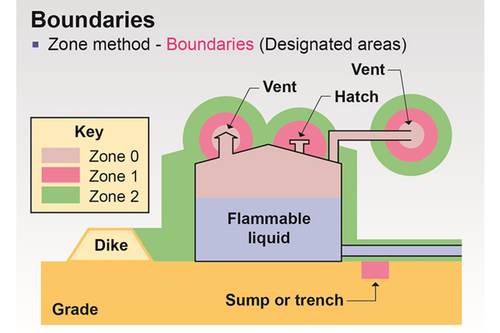 Boundaries
Zone method - Boundaries (Designated areas)
Vent
Vent
Hatch
Key
Zone 0
Zone 1
Zone 2
Flammable
liquid
Dike
Sump or trench
Grade